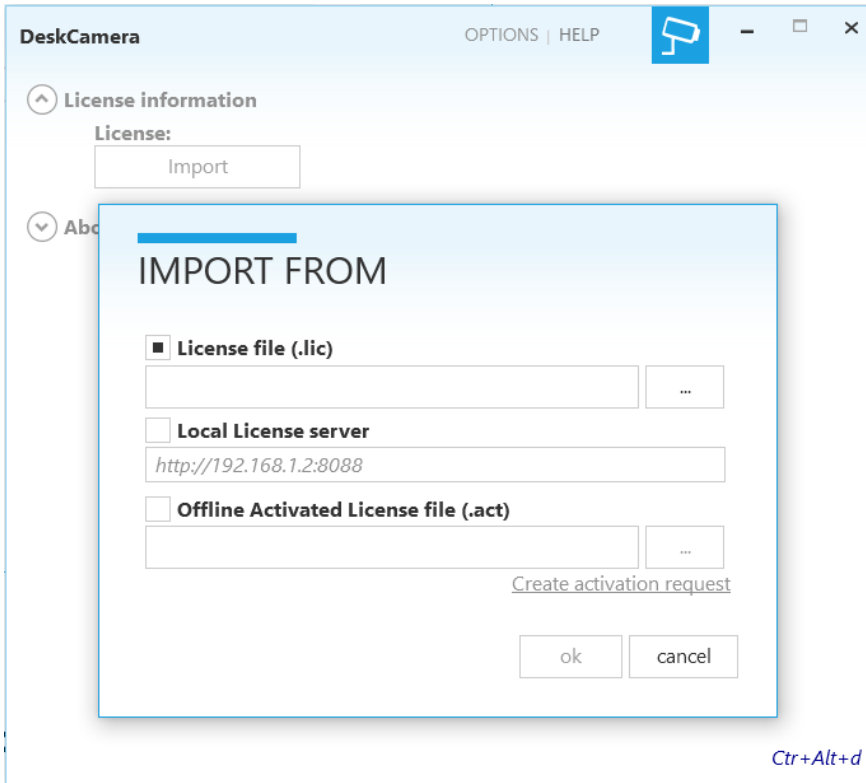 DeskCamera OPTIONS | HELP
License information
License:
Import
Abo
IMPORT FROM
License file (.lic)
...
Local License server
http://192.168.1.2:8088
Offline Activated License file (.act)
...
Create activation request
ok cancel
Ctr+Alt+d